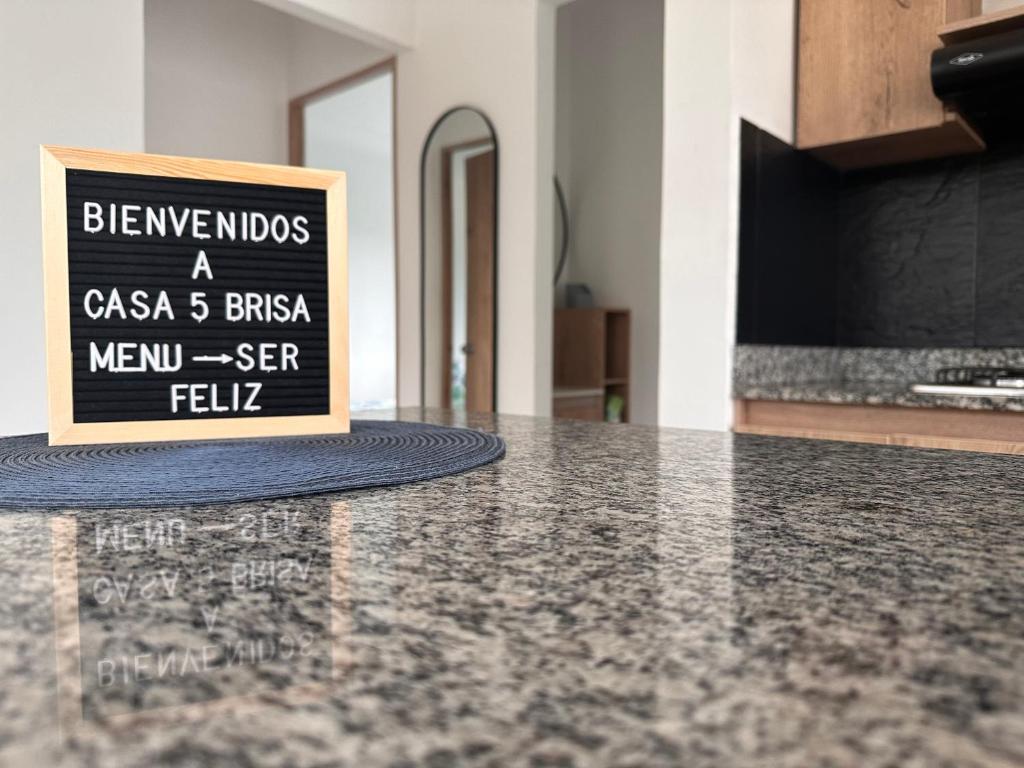 BIENVENIDOS
A
CASA 5 BRISA
MENU →SER
FELIZ